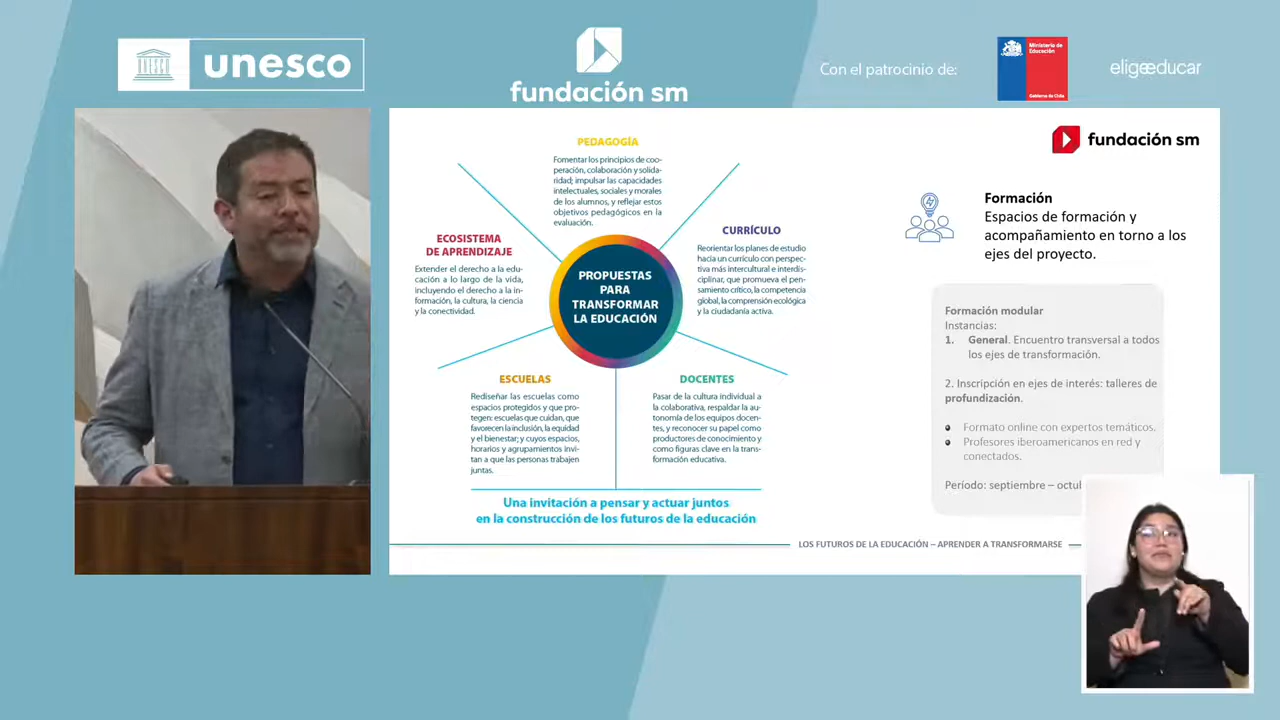 unesco
fundación sm
Con el patrocinio de:
Ministerio de
Educación
Gobierno de Chile
eligeeducar
fundación sm
PEDAGOGÍA
Fomentar los principios de coo-
peración, colaboración y solida-
ridad; impulsar las capacidades
intelectuales, sociales y morales
de los alumnos, y reflejar estos
objetivos pedagógicos en la
evaluación.
ECOSISTEMA
DE APRENDIZAJE
Extender el derecho a la edu-
cación a lo largo de la vida,
incluyendo el derecho a la in-
formación, la cultura, la ciencia
y la conectividad.
CURRÍCULO
Reorientar los planes de estudio
hacia un currículo con perspec-
tiva más intercultural e interdis-
ciplinar, que promueva el pen-
samiento crítico, la competencia
global, la comprensión ecológica
y la ciudadanía activa.
PROPUESTAS
PARA
TRANSFORMAR
LA EDUCACIÓN
ESCUELAS
Rediseñar las escuelas como
espacios protegidos y que pro-
tegen: escuelas que cuidan, que
favorecen la inclusión, la equidad
y el bienestar; y cuyos espacios,
horarios y agrupamientos invi-
tan a que las personas trabajen
juntas.
DOCENTES
Pasar de la cultura individual a
la colaborativa, respaldar la au-
tonomía de los equipos docen-
tes, y reconocer su papel como
productores de conocimiento y
como figuras clave en la trans-
formación educativa.
Una invitación a pensar y actuar juntos
en la construcción de los futuros de la educación
Formación
Espacios de formación y
acompañamiento en torno a los
ejes del proyecto.
Formación modular
Instancias:
1. General. Encuentro transversal a todos
los ejes de transformación.
2. Inscripción en ejes de interés: talleres de
profundización.
Formato online con expertos temáticos.
Profesores iberoamericanos en red y
conectados.
Período: septiembre – octub
LOS FUTUROS DE LA EDUCACIÓN – APRENDER A TRANSFORMARSE